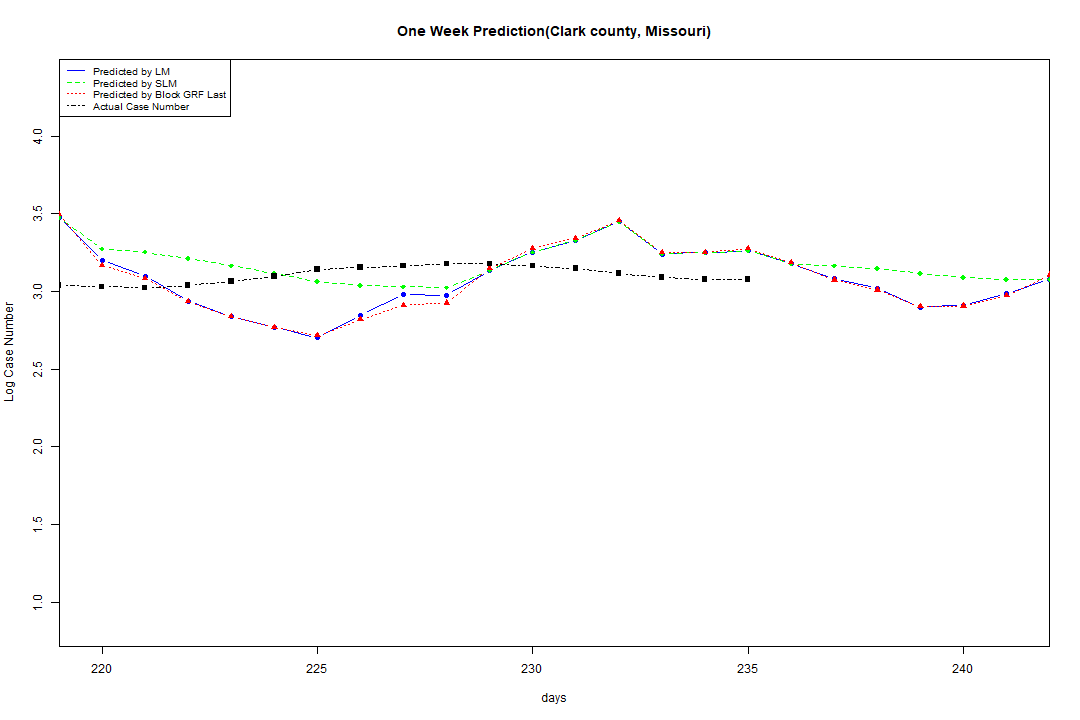 One Week Prediction(Clark county, Missouri)
Predicted by LM
Predicted by SLM
Predicted by Block GRF Last
Actual Case Number
Log Case Number
4.0
3.5
3.0
2.5
2.0
1.5
1.0
220 225 230 235 240
days